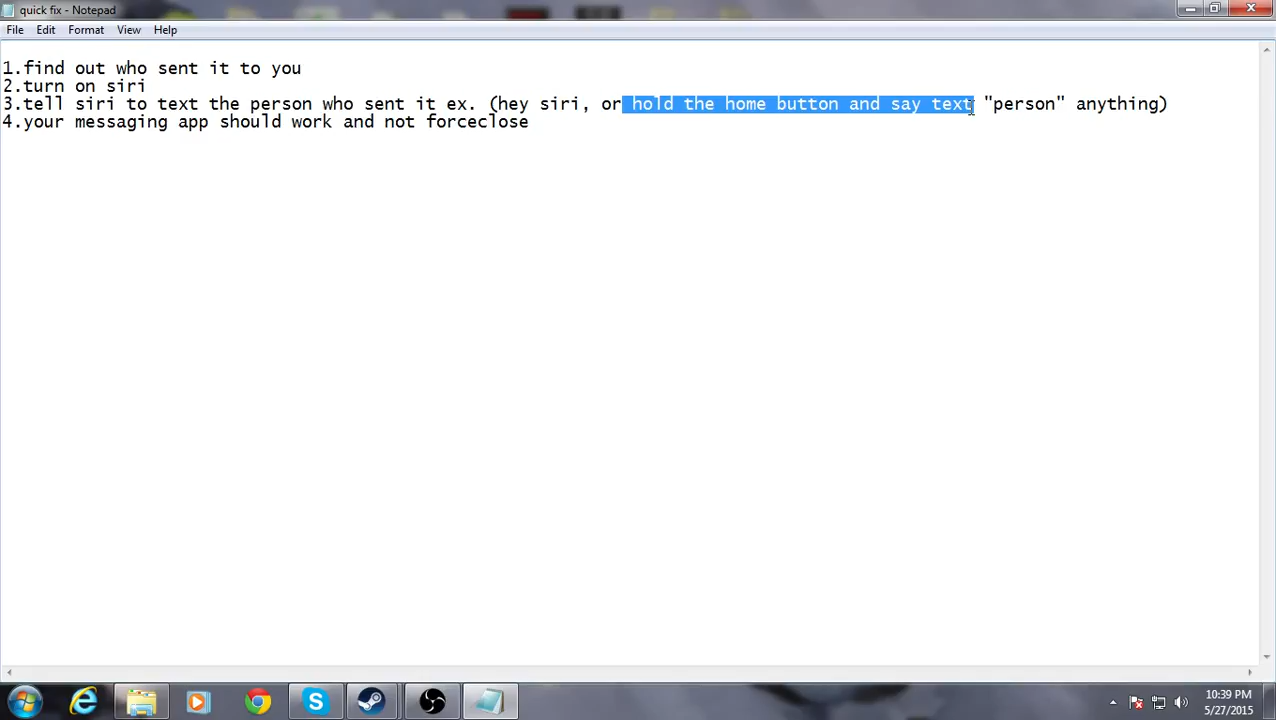 quick fix - Notepad
File Edit Format View Help
1.find out who sent it to you
2.turn on siri
3.tell siri to text the person who sent it ex. (hey siri, or hold the home button and say text "person" anything)
4.your messaging app should work and not forceclose
10:39 PM
5/27/2015